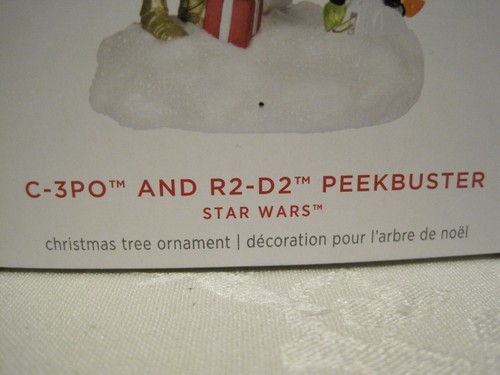 C-3PO™ AND R2-D2™ PEEKBUSTER
STAR WARS™
christmas tree ornament | décoration pour l'arbre de noël